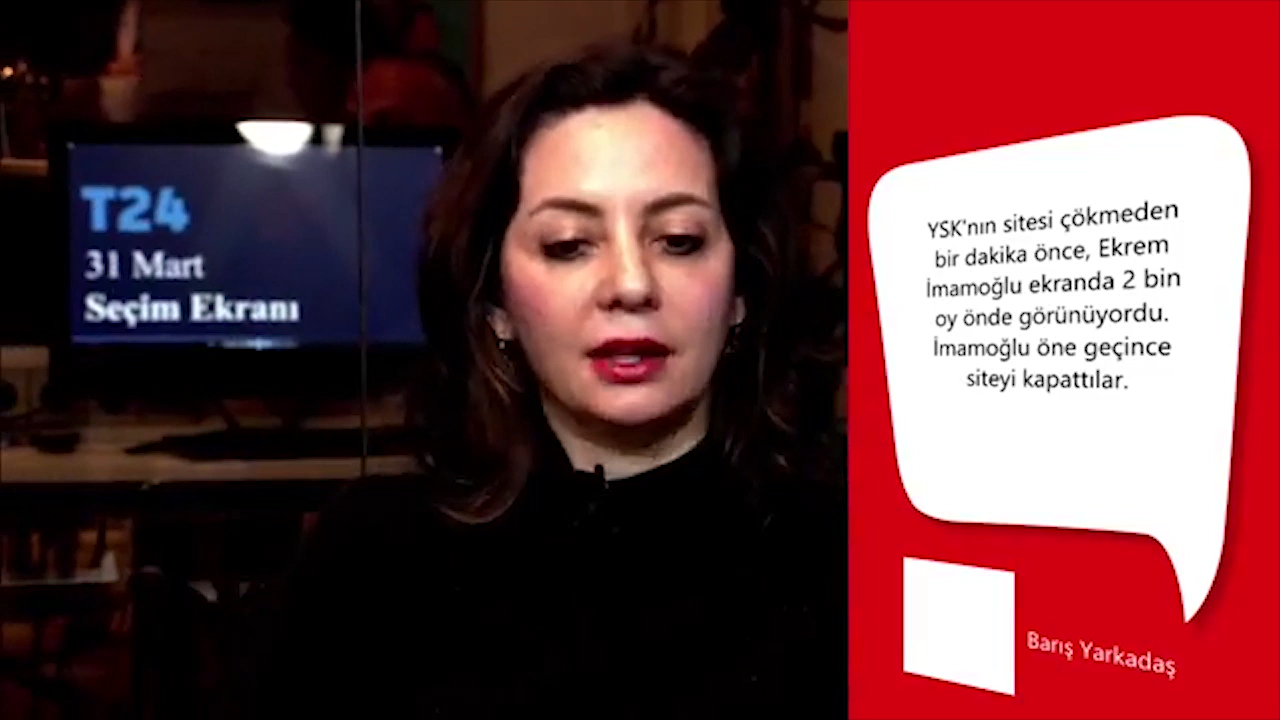 T24
31 Mart
Seçim Ekranı
YSK'nın sitesi çökmeden
bir dakika önce, Ekrem
İmamoğlu ekranda 2 bin
oy önde görünüyordu.
İmamoğlu öne geçince
siteyi kapattılar.
Barış Yarkadaş